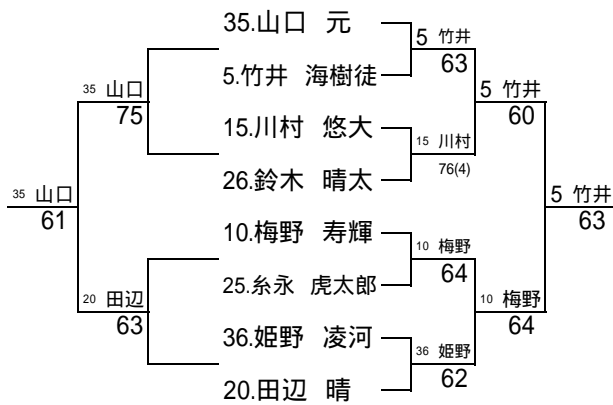 35.山口 元
5 竹井
63
5.竹井 海樹徒
35 山口
75
5 竹井
60
15.川村 悠大
15 川村
76(4)
26.鈴木 晴太
35 山口
61
5 竹井
63
10.梅野 寿輝
10 梅野
64
25.糸永 虎太郎
20 田辺
63
10 梅野
64
36.姫野 凌河
36 姫野
62
20.田辺 晴